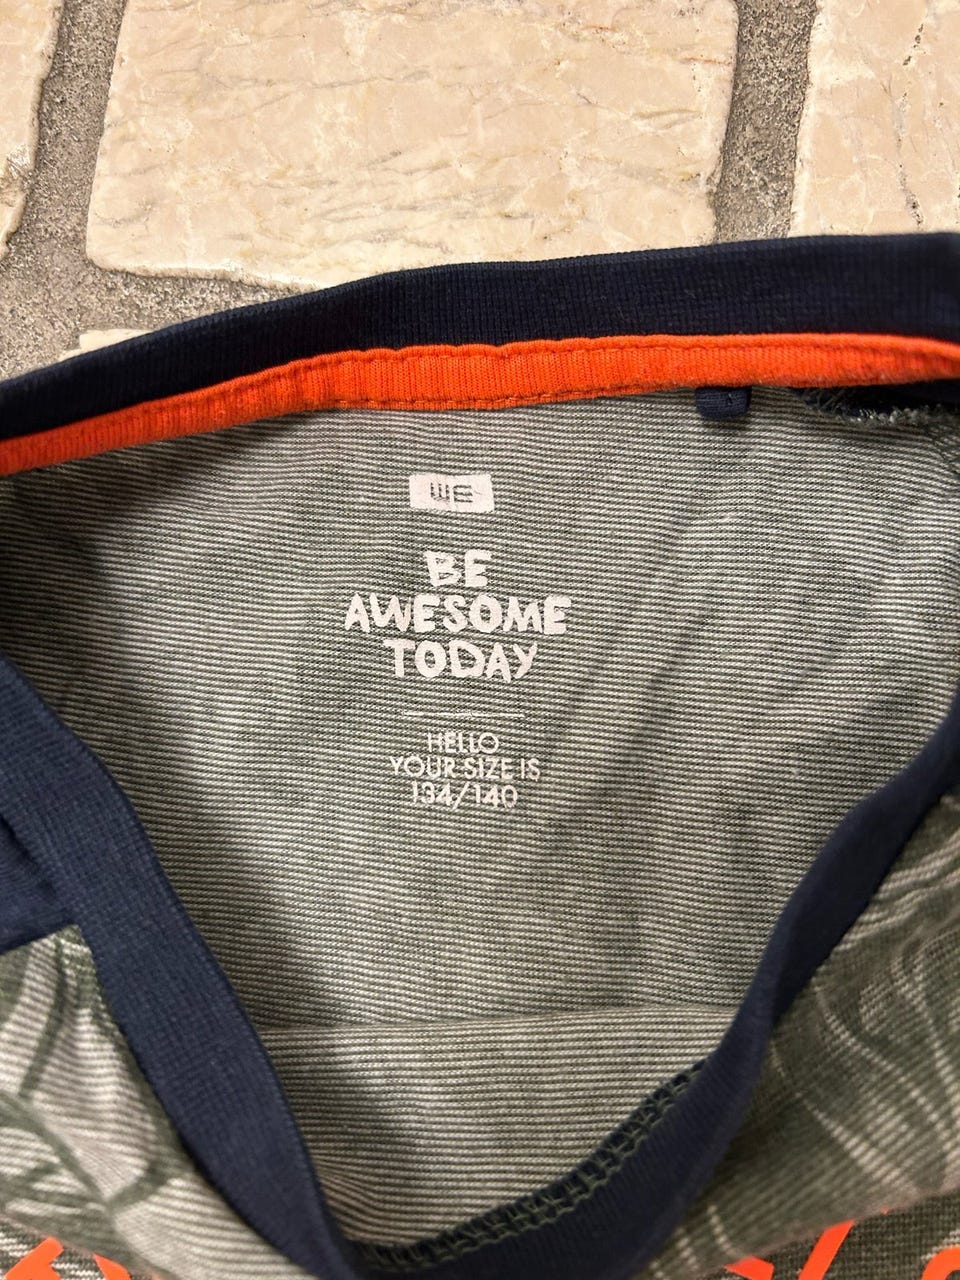 WE
BE
AWESOME
TODAY
HELLO
YOUR SIZE IS
134/140